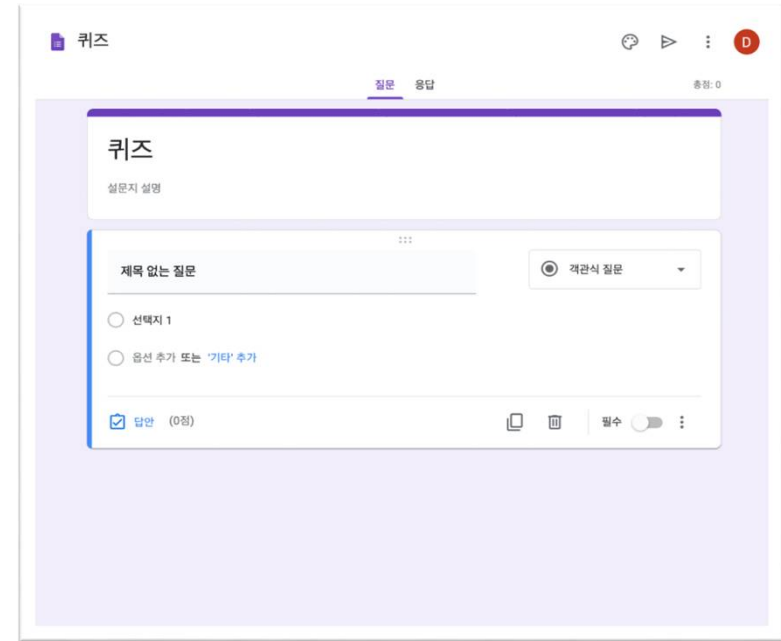 퀴즈
D
질문 응답 총점: 0
퀴즈
설문지 설명
제목 없는 질문 객관식 질문
선택지 1
옵션 추가 또는 '기타' 추가
답안 (0점) 필수